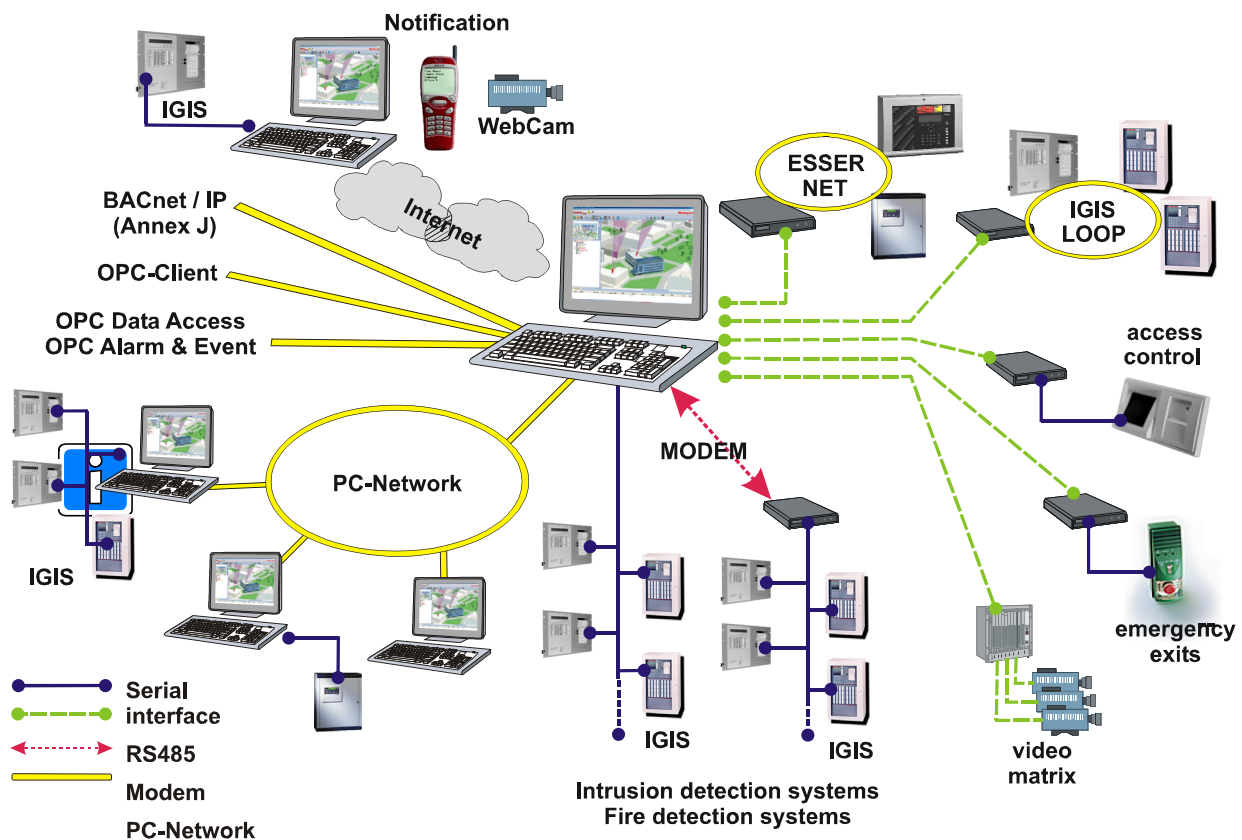 Notification
IGIS
WebCam
ESSER
NET
IGIS
LOOP
BACnet / IP
(Annex J)
Internet
OPC-Client
OPC Data Access
OPC Alarm & Event
access
control
MODEM
PC-Network
IGIS
emergency
exits
Serial
interface
RS485
Modem
PC-Network
IGIS
IGIS
video
matrix
Intrusion detection systems
Fire detection systems